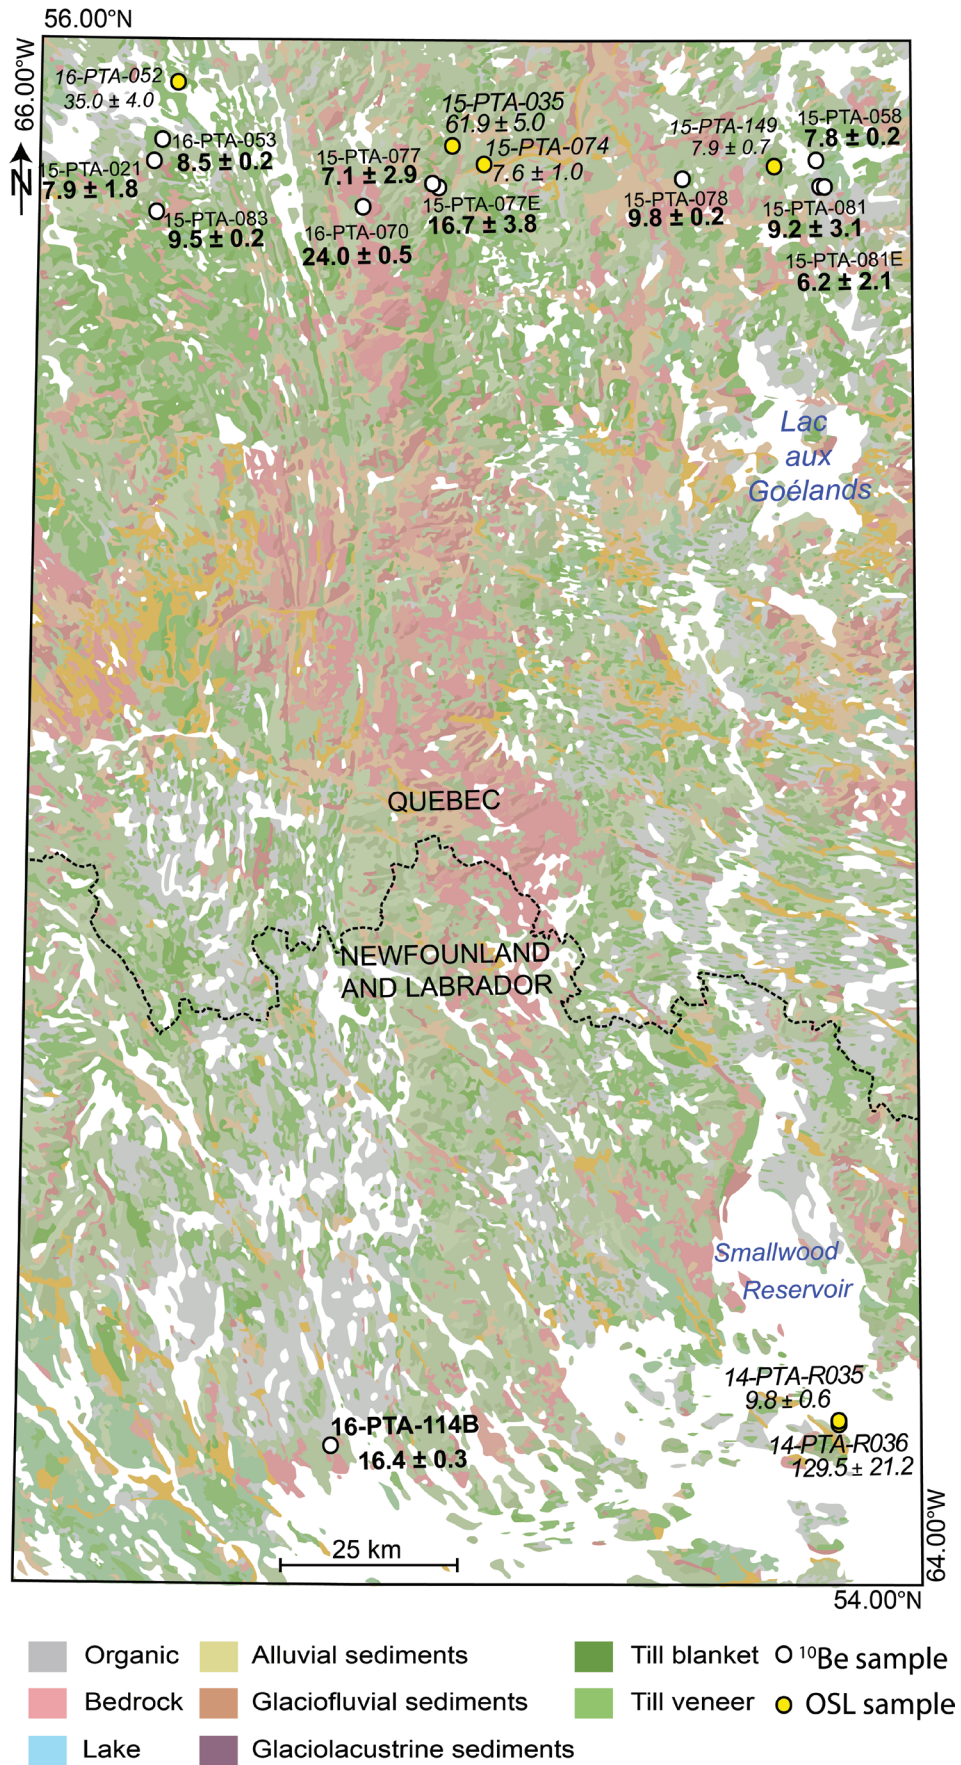 56.00°N
66.00°W
N
16-PTA-052
35.0 ± 4.0
16-PTA-053
8.5 ± 0.2
15-PTA-021
7.9 ± 1.8
15-PTA-083
9.5 ± 0.2
15-PTA-035
61.9 ± 5.0
15-PTA-074
7.6 ± 1.0
15-PTA-077
7.1 ± 2.9
15-PTA-077E
16.7 ± 3.8
16-PTA-070
24.0 ± 0.5
15-PTA-149
7.9 ± 0.7
15-PTA-058
7.8 ± 0.2
15-PTA-078
9.8 ± 0.2
15-PTA-081
9.2 ± 3.1
15-PTA-081E
6.2 ± 2.1
Lac
aux
Goélands
QUEBEC
NEWFOUNLAND
AND LABRADOR
Smallwood
Reservoir
14-PTA-R035
9.8 ± 0.6
14-PTA-R036
129.5 ± 21.2
16-PTA-114B
16.4 ± 0.3
25 km
64.00°W
54.00°N
Organic
Bedrock
Lake
Alluvial sediments
Glaciofluvial sediments
Glaciolacustrine sediments
Till blanket
Till veneer
¹⁰Be sample
OSL sample